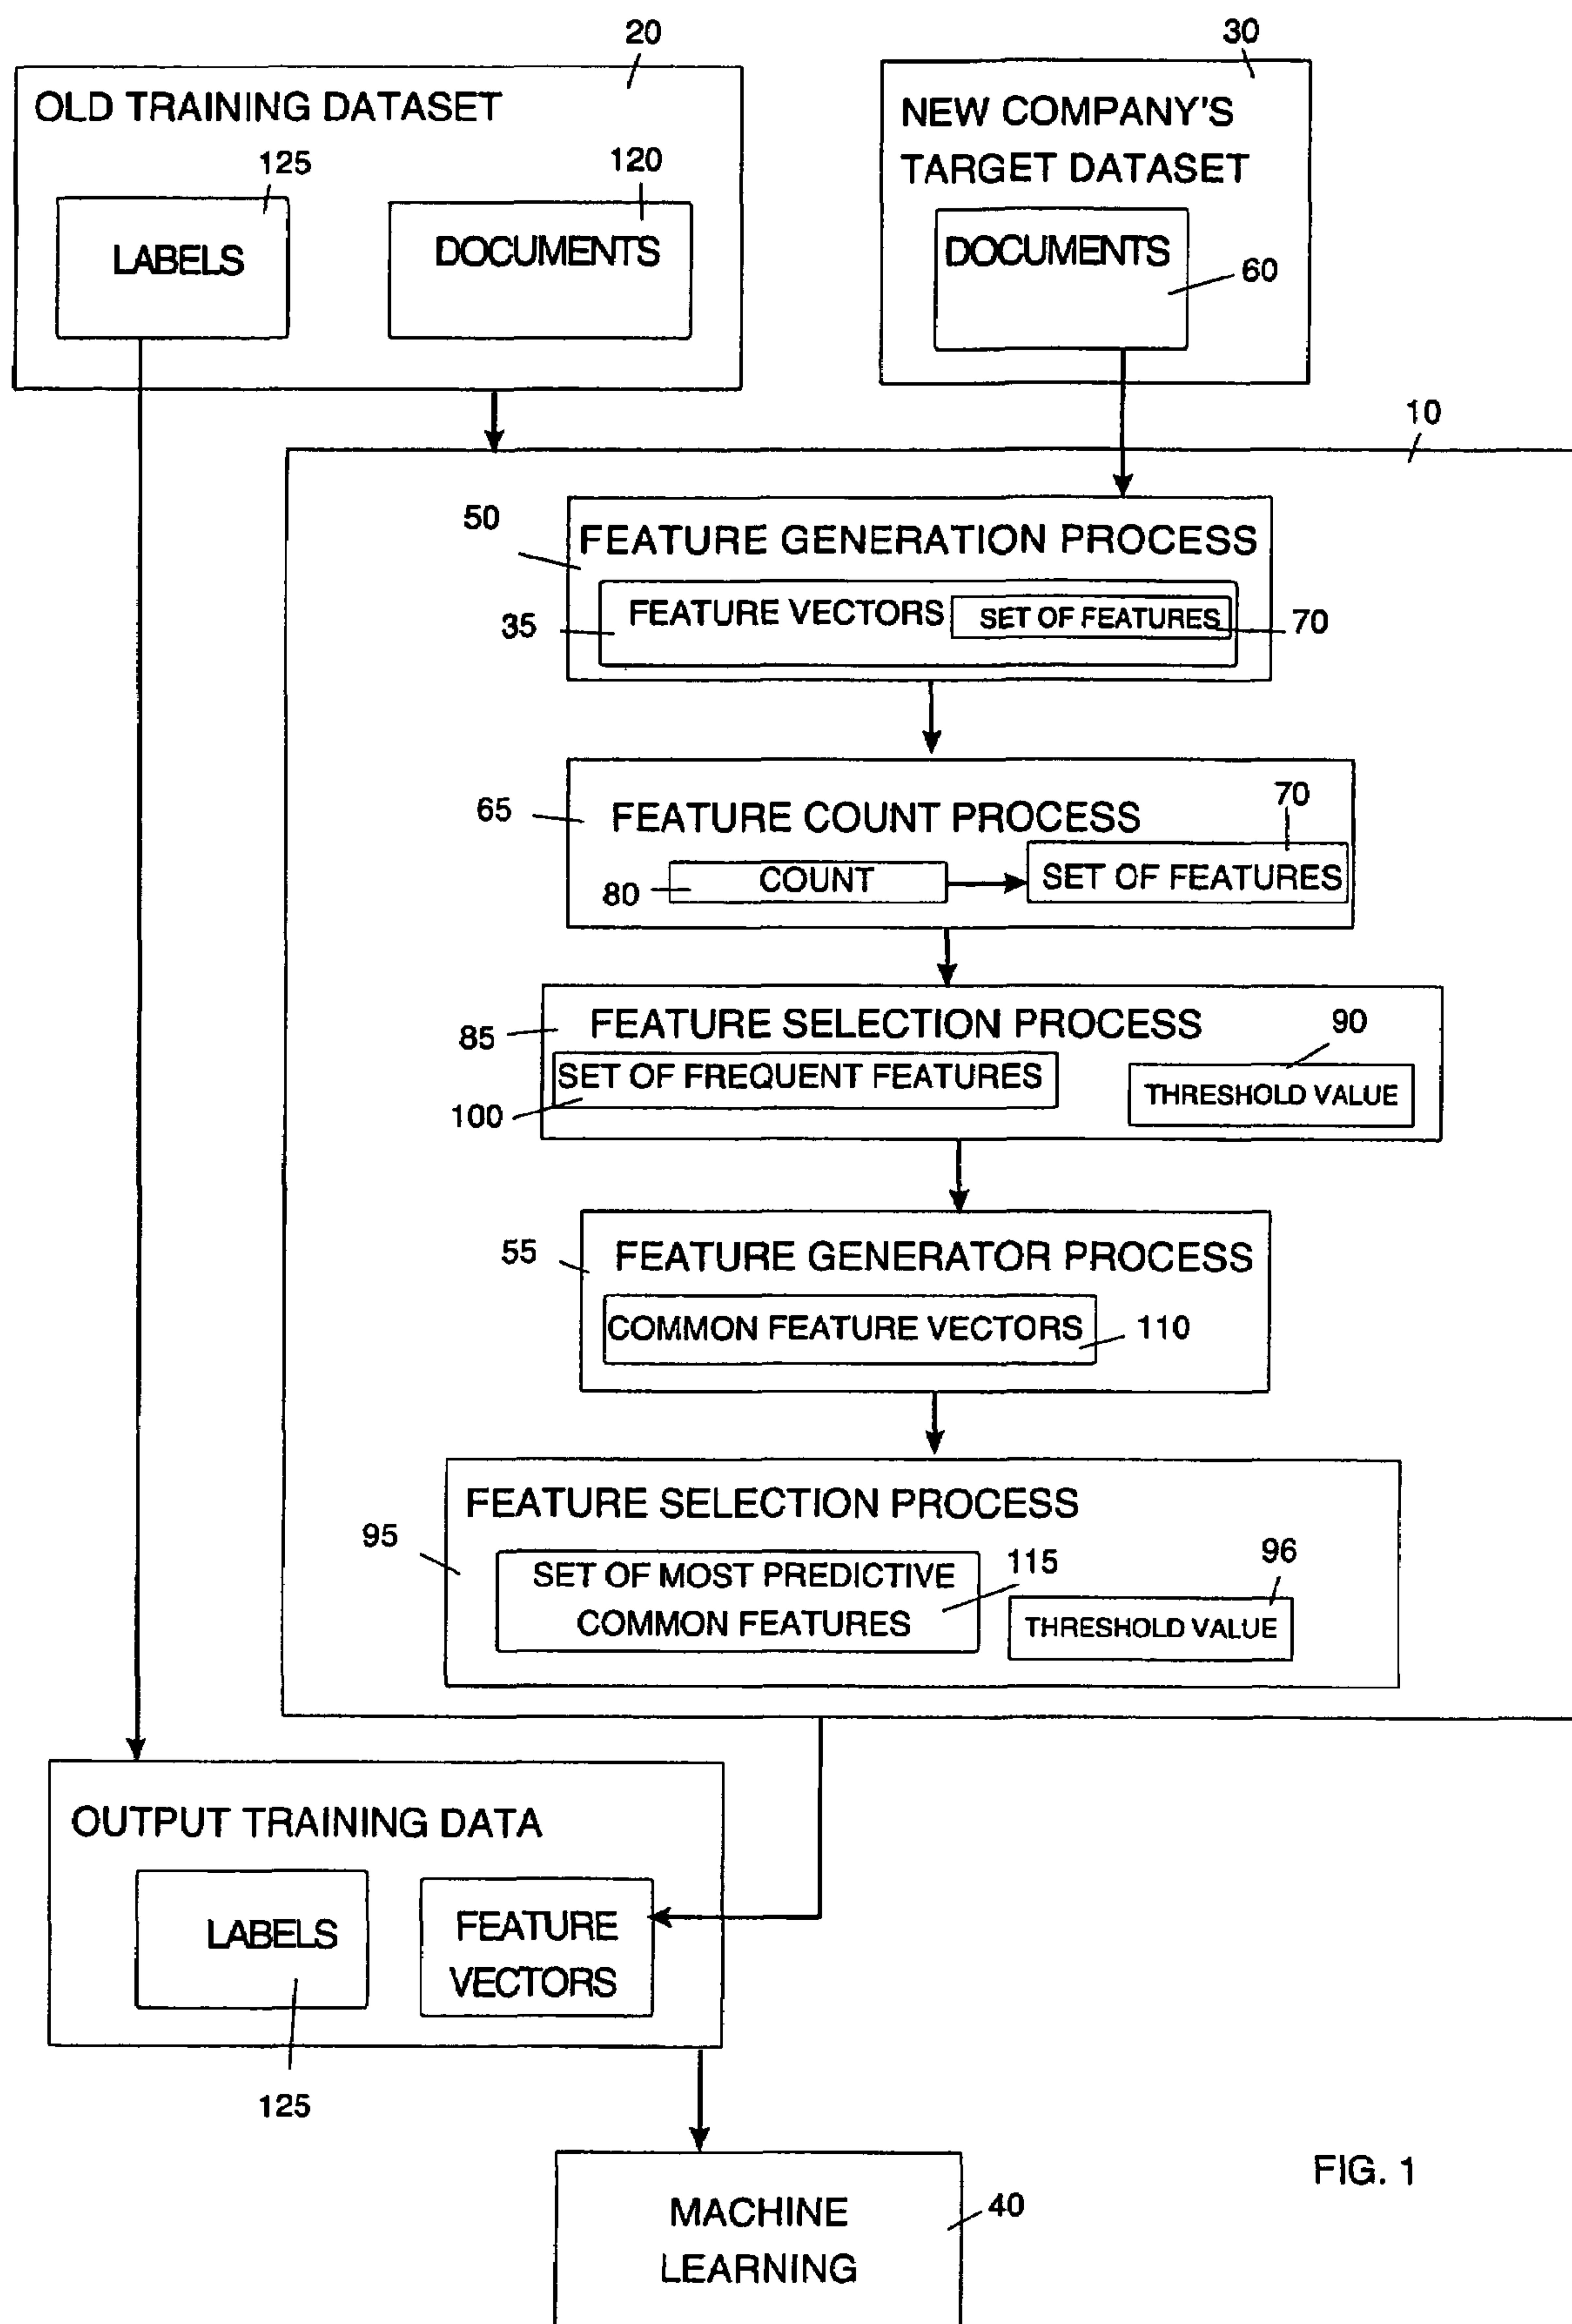 20
30
OLD TRAINING DATASET
NEW COMPANY'S
TARGET DATASET
125
120
LABELS
DOCUMENTS
DOCUMENTS
60
10
50
FEATURE GENERATION PROCESS
35
FEATURE VECTORS
SET OF FEATURES
70
65
FEATURE COUNT PROCESS
70
80
COUNT
SET OF FEATURES
85
FEATURE SELECTION PROCESS
90
SET OF FREQUENT FEATURES
THRESHOLD VALUE
100
55
FEATURE GENERATOR PROCESS
COMMON FEATURE VECTORS
110
FEATURE SELECTION PROCESS
95
SET OF MOST PREDICTIVE
COMMON FEATURES
115
96
THRESHOLD VALUE
OUTPUT TRAINING DATA
LABELS
FEATURE
VECTORS
125
MACHINE
LEARNING
40
FIG. 1